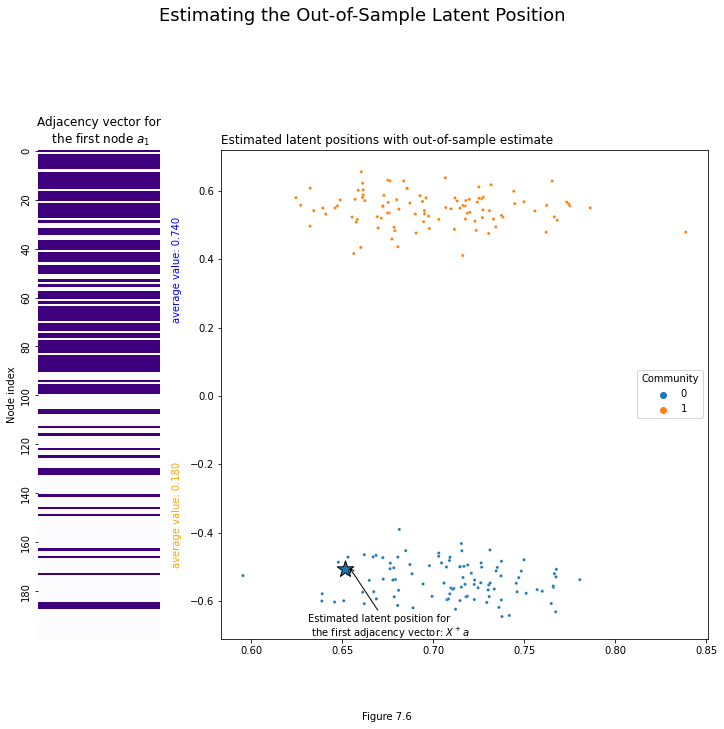 Estimating the Out-of-Sample Latent Position
Adjacency vector for
the first node a₁
0
20
40
60
80
100
120
140
160
180
Node index
average value: 0.740
average value: 0.180
Estimated latent positions with out-of-sample estimate
0.6
0.4
0.2
0.0
−0.2
−0.4
−0.6
Community
0
1
Estimated latent position for
the first adjacency vector: X⁺a
0.60
0.65
0.70
0.75
0.80
0.85
Figure 7.6